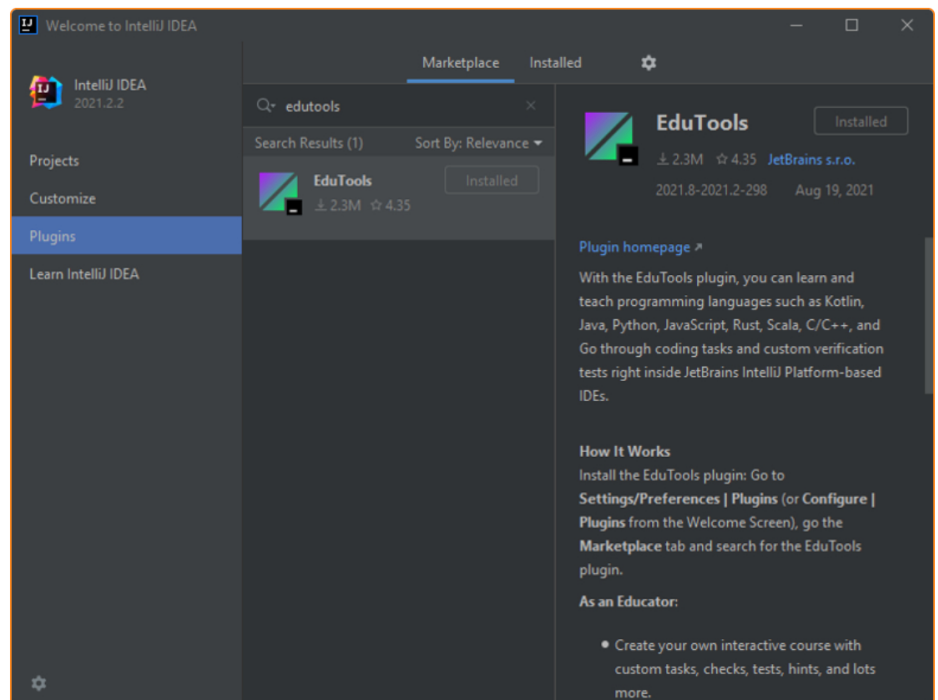 Welcome to IntelliJ IDEA
IntelliJ IDEA
2021.2.2
Projects
Customize
Plugins
Learn IntelliJ IDEA
Marketplace
Installed
edutools
Search Results (1)
Sort By: Relevance
EduTools
2.3M 4.35
Installed
EduTools
Installed
2.3M 4.35 JetBrains s.r.o.
2021.8-2021.2-298 Aug 19, 2021
Plugin homepage
With the EduTools plugin, you can learn and
teach programming languages such as Kotlin,
Java, Python, JavaScript, Rust, Scala, C/C++, and
Go through coding tasks and custom verification
tests right inside JetBrains IntelliJ Platform-based
IDEs.
How It Works
Install the EduTools plugin: Go to
Settings/Preferences | Plugins (or Configure |
Plugins from the Welcome Screen), go the
Marketplace tab and search for the EduTools
plugin.
As an Educator:
• Create your own interactive course with
custom tasks, checks, tests, hints, and lots
more.